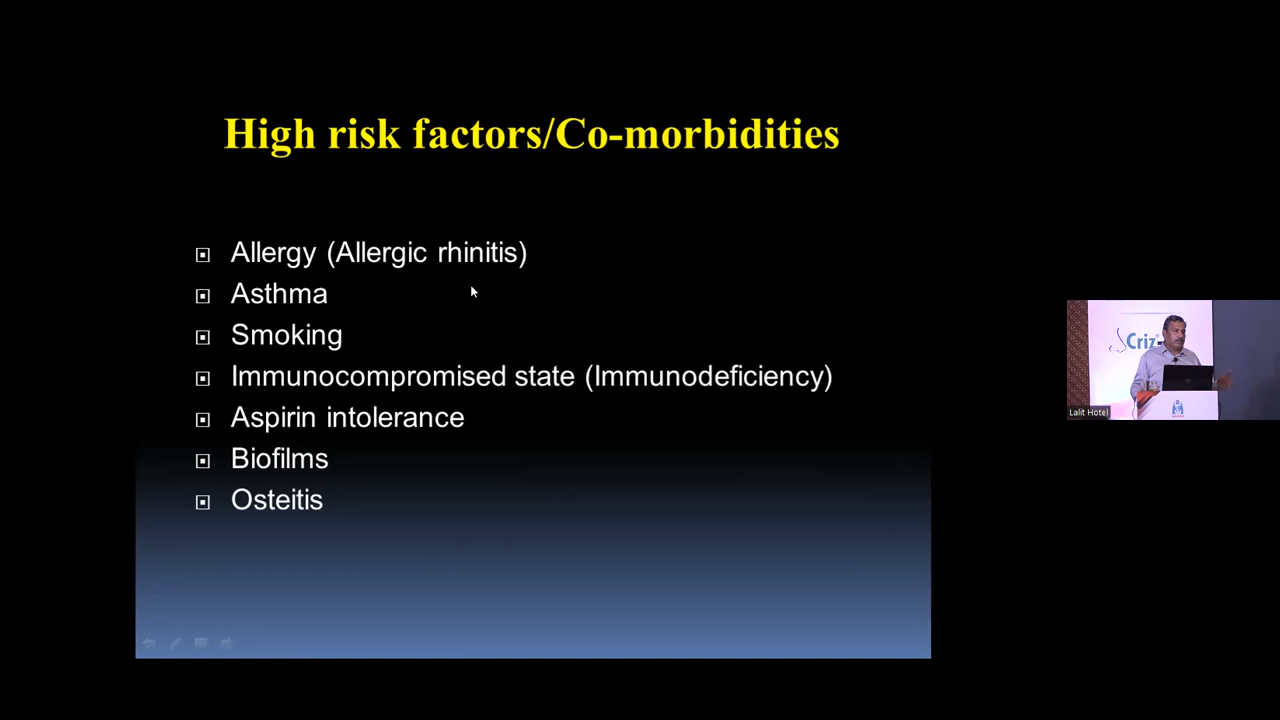 High risk factors/Co-morbidities
Allergy (Allergic rhinitis)
Asthma
Smoking
Immunocompromised state (Immunodeficiency)
Aspirin intolerance
Biofilms
Osteitis
Criz
Lalit Hotel